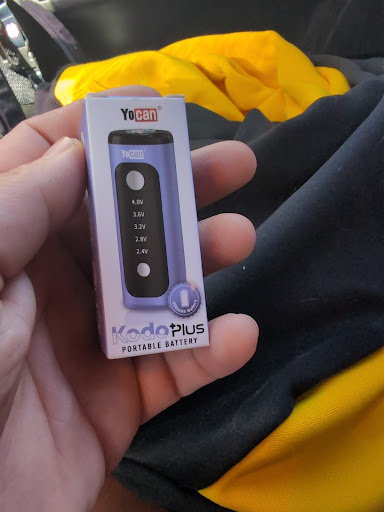 Yocan
Yocan
4.0V
3.6V
3.2V
2.8V
2.4V
Kodo Plus
PORTABLE BATTERY